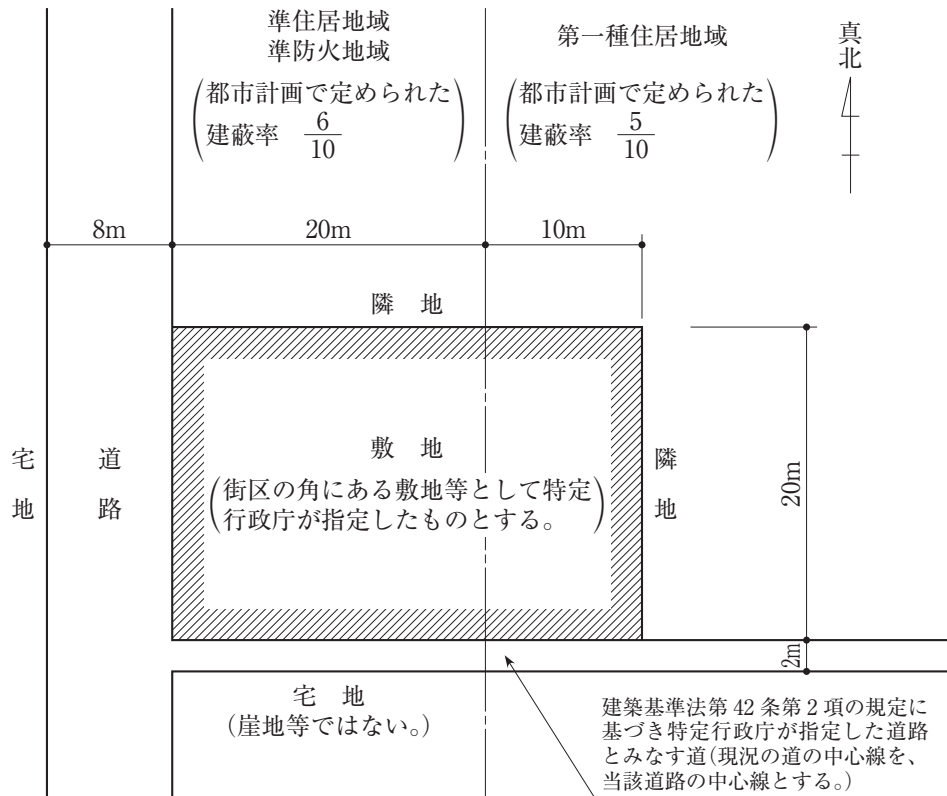 準住居地域
準防火地域
(都市計画で定められた
建蔽率 6/10)
第一種住居地域
(都市計画で定められた
建蔽率 5/10)
真北
8m
20m
10m
隣 地
宅地
道路
敷 地
(街区の角にある敷地等として特定
行政庁が指定したものとする。)
隣地
20m
2m
宅 地
(崖地等ではない。)
建築基準法第 42 条第 2 項の規定に
基づき特定行政庁が指定した道路
とみなす道(現況の道の中心線を、
当該道路の中心線とする。)